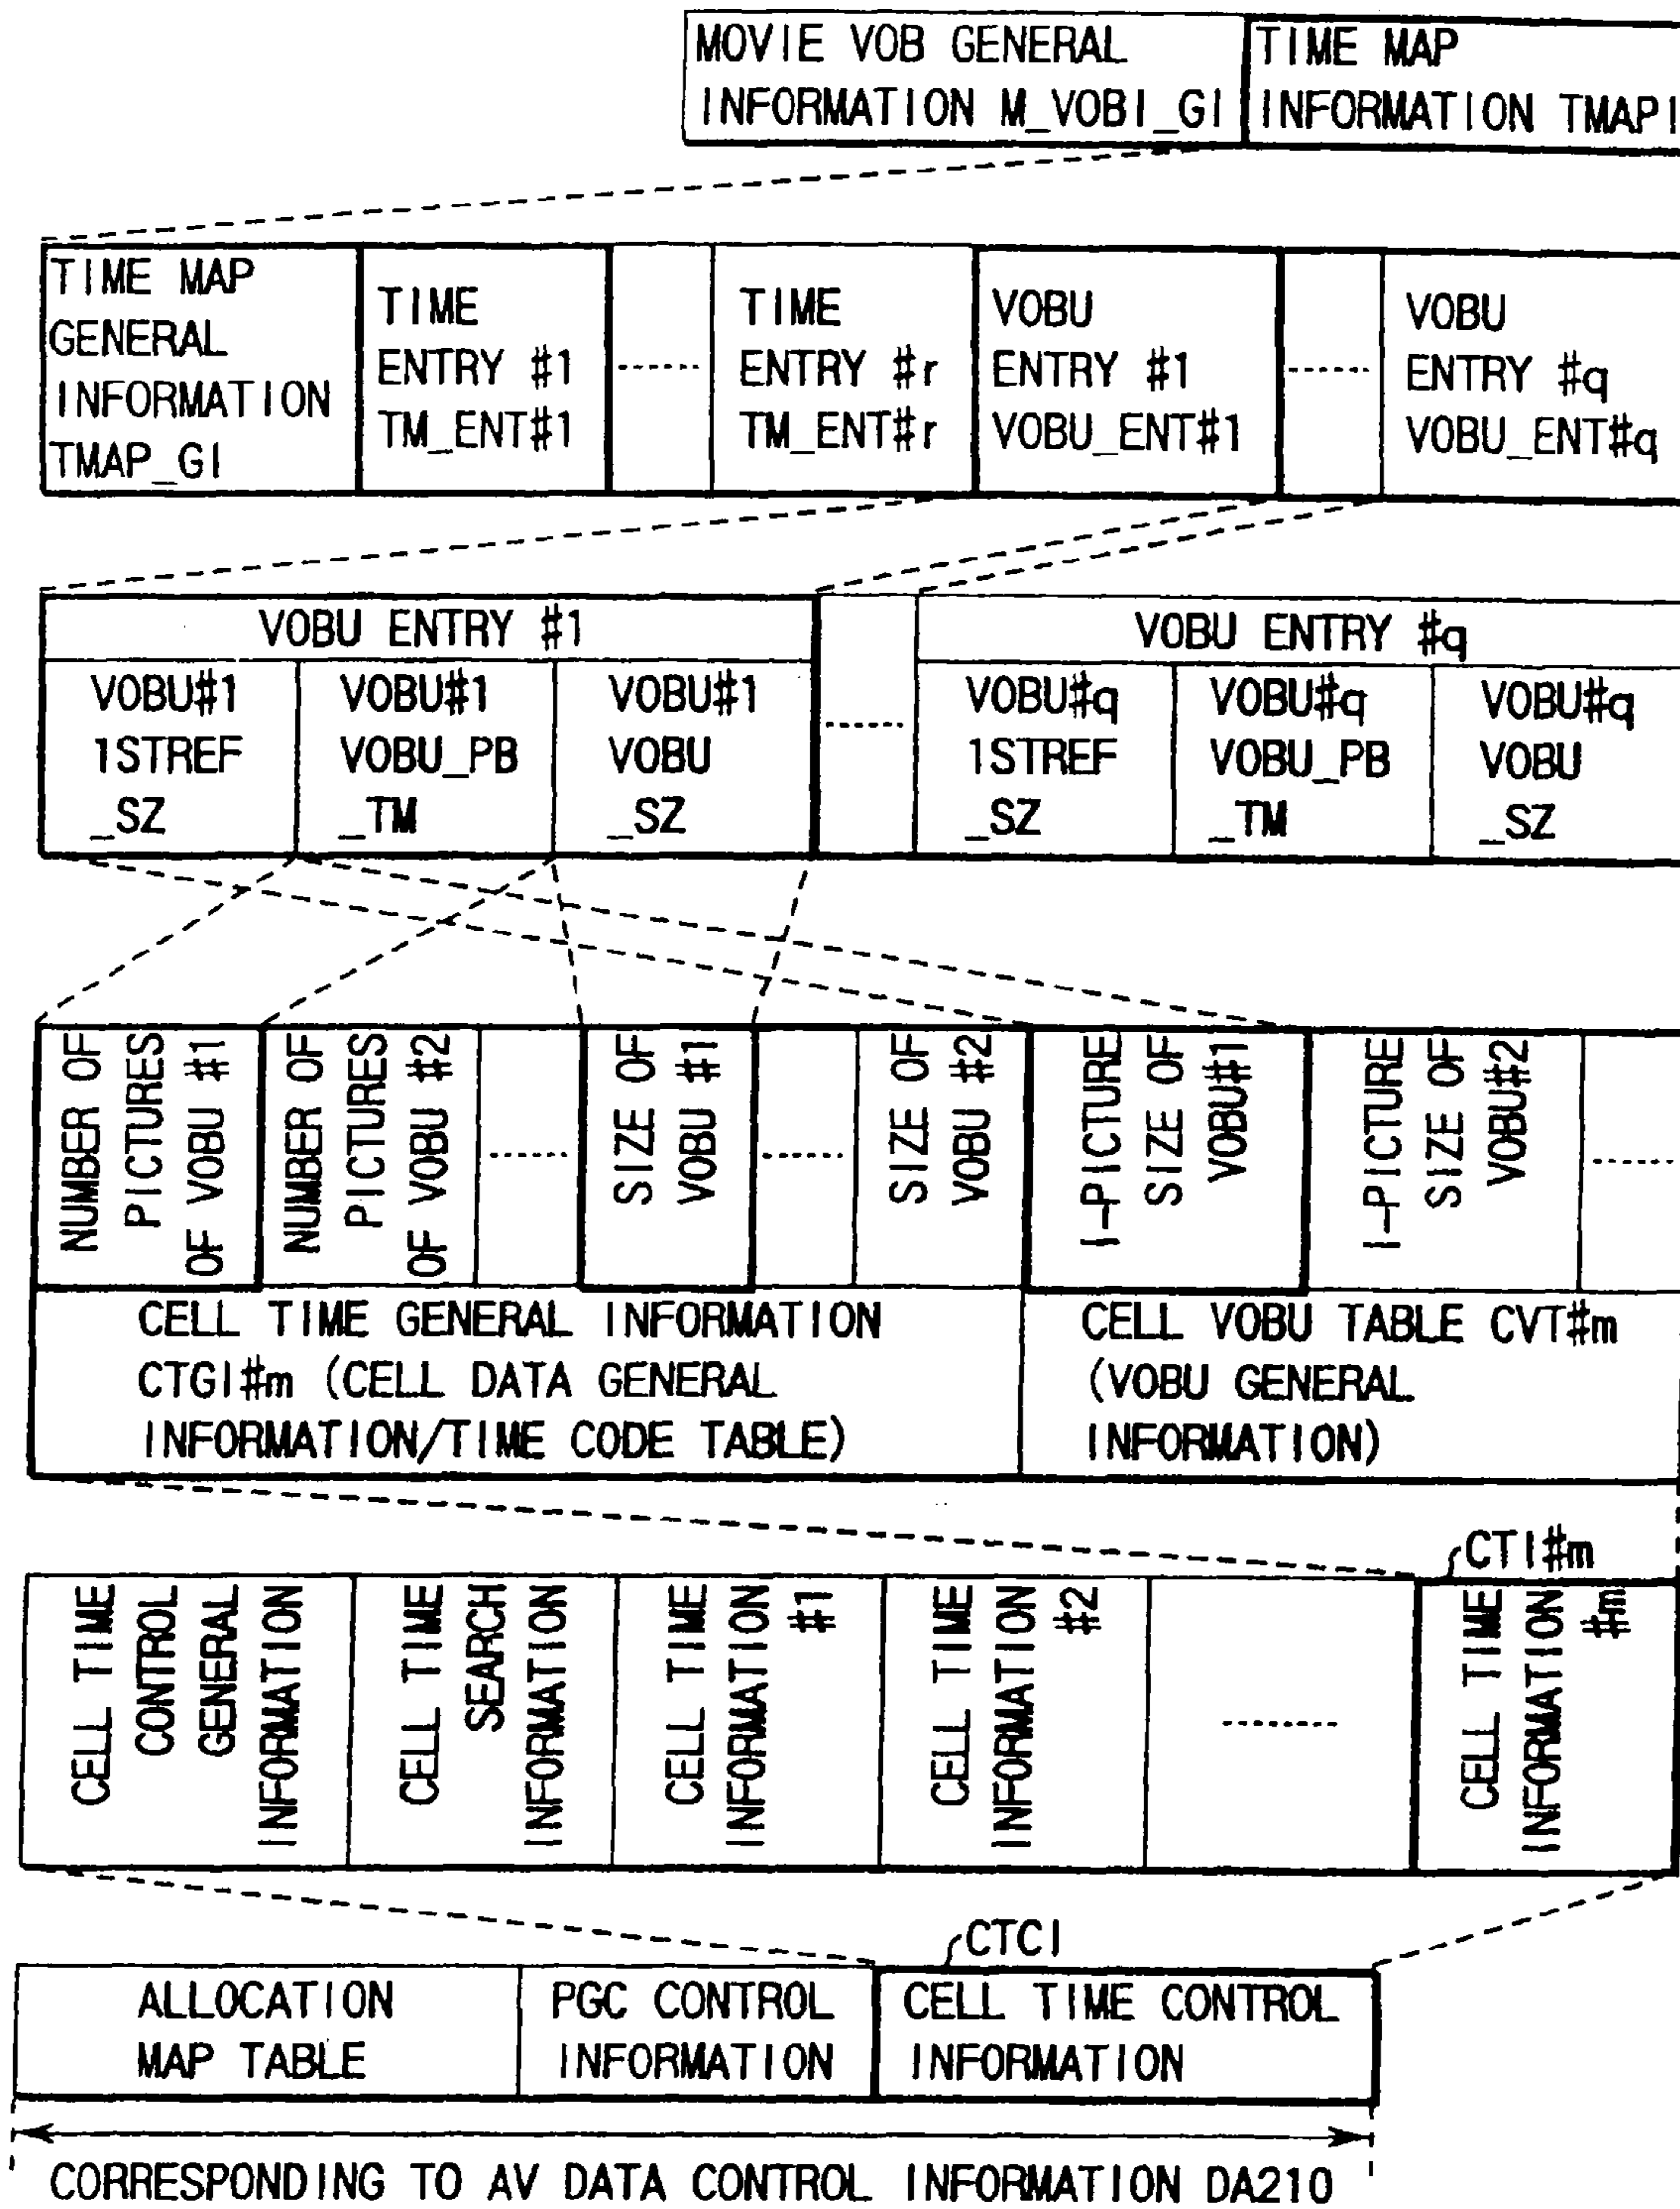 MOVIE VOB GENERAL
INFORMATION M_VOBI_GI
TIME MAP
INFORMATION TMAPI
TIME MAP
GENERAL
INFORMATION
TMAP_GI
TIME
ENTRY #1
TM_ENT#1
TIME
ENTRY #r
TM_ENT#r
VOBU
ENTRY #1
VOBU_ENT#1
VOBU
ENTRY #q
VOBU_ENT#q
VOBU ENTRY #1
VOBU ENTRY #q
VOBU#1
1STREF
_SZ
VOBU#1
VOBU_PB
_TM
VOBU#1
VOBU
_SZ
VOBU#q
1STREF
_SZ
VOBU#q
VOBU_PB
_TM
VOBU#q
VOBU
_SZ
NUMBER OF
PICTURES
OF VOBU #1
NUMBER OF
PICTURES
OF VOBU #2
SIZE OF
VOBU #1
SIZE OF
VOBU #2
I-PICTURE
SIZE OF
VOBU#1
I-PICTURE
SIZE OF
VOBU#2
CELL TIME GENERAL INFORMATION
CTGI#m (CELL DATA GENERAL
INFORMATION/TIME CODE TABLE)
CELL VOBU TABLE CVT#m
(VOBU GENERAL
INFORMATION)
CTI#m
CELL TIME
CONTROL
GENERAL
INFORMATION
CELL TIME
SEARCH
INFORMATION
CELL TIME
INFORMATION
#1
CELL TIME
INFORMATION
#2
CELL TIME
INFORMATION
#m
CTCI
ALLOCATION
MAP TABLE
PGC CONTROL
INFORMATION
CELL TIME CONTROL
INFORMATION
CORRESPONDING TO AV DATA CONTROL INFORMATION DA210